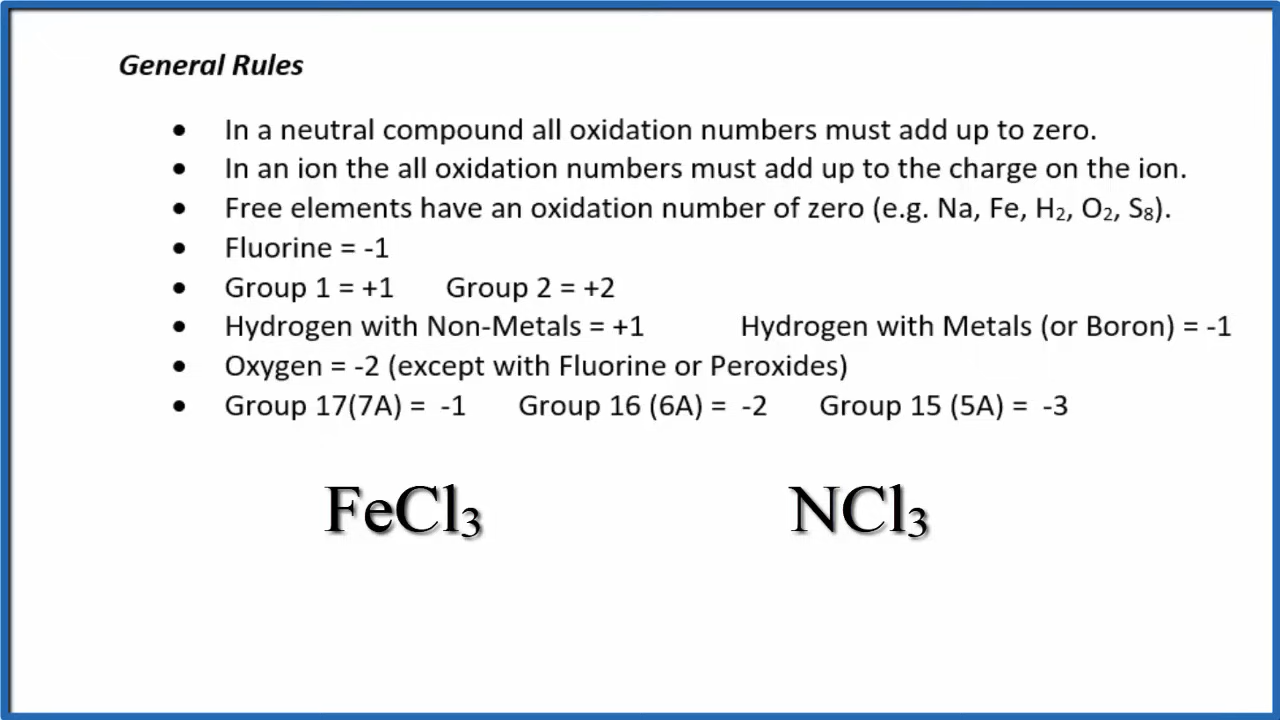 General Rules
• In a neutral compound all oxidation numbers must add up to zero.
• In an ion the all oxidation numbers must add up to the charge on the ion.
• Free elements have an oxidation number of zero (e.g. Na, Fe, H₂, O₂, S₈).
• Fluorine = -1
• Group 1 = +1 Group 2 = +2
• Hydrogen with Non-Metals = +1 Hydrogen with Metals (or Boron) = -1
• Oxygen = -2 (except with Fluorine or Peroxides)
• Group 17(7A) = -1 Group 16 (6A) = -2 Group 15 (5A) = -3
FeCl₃ NCl₃